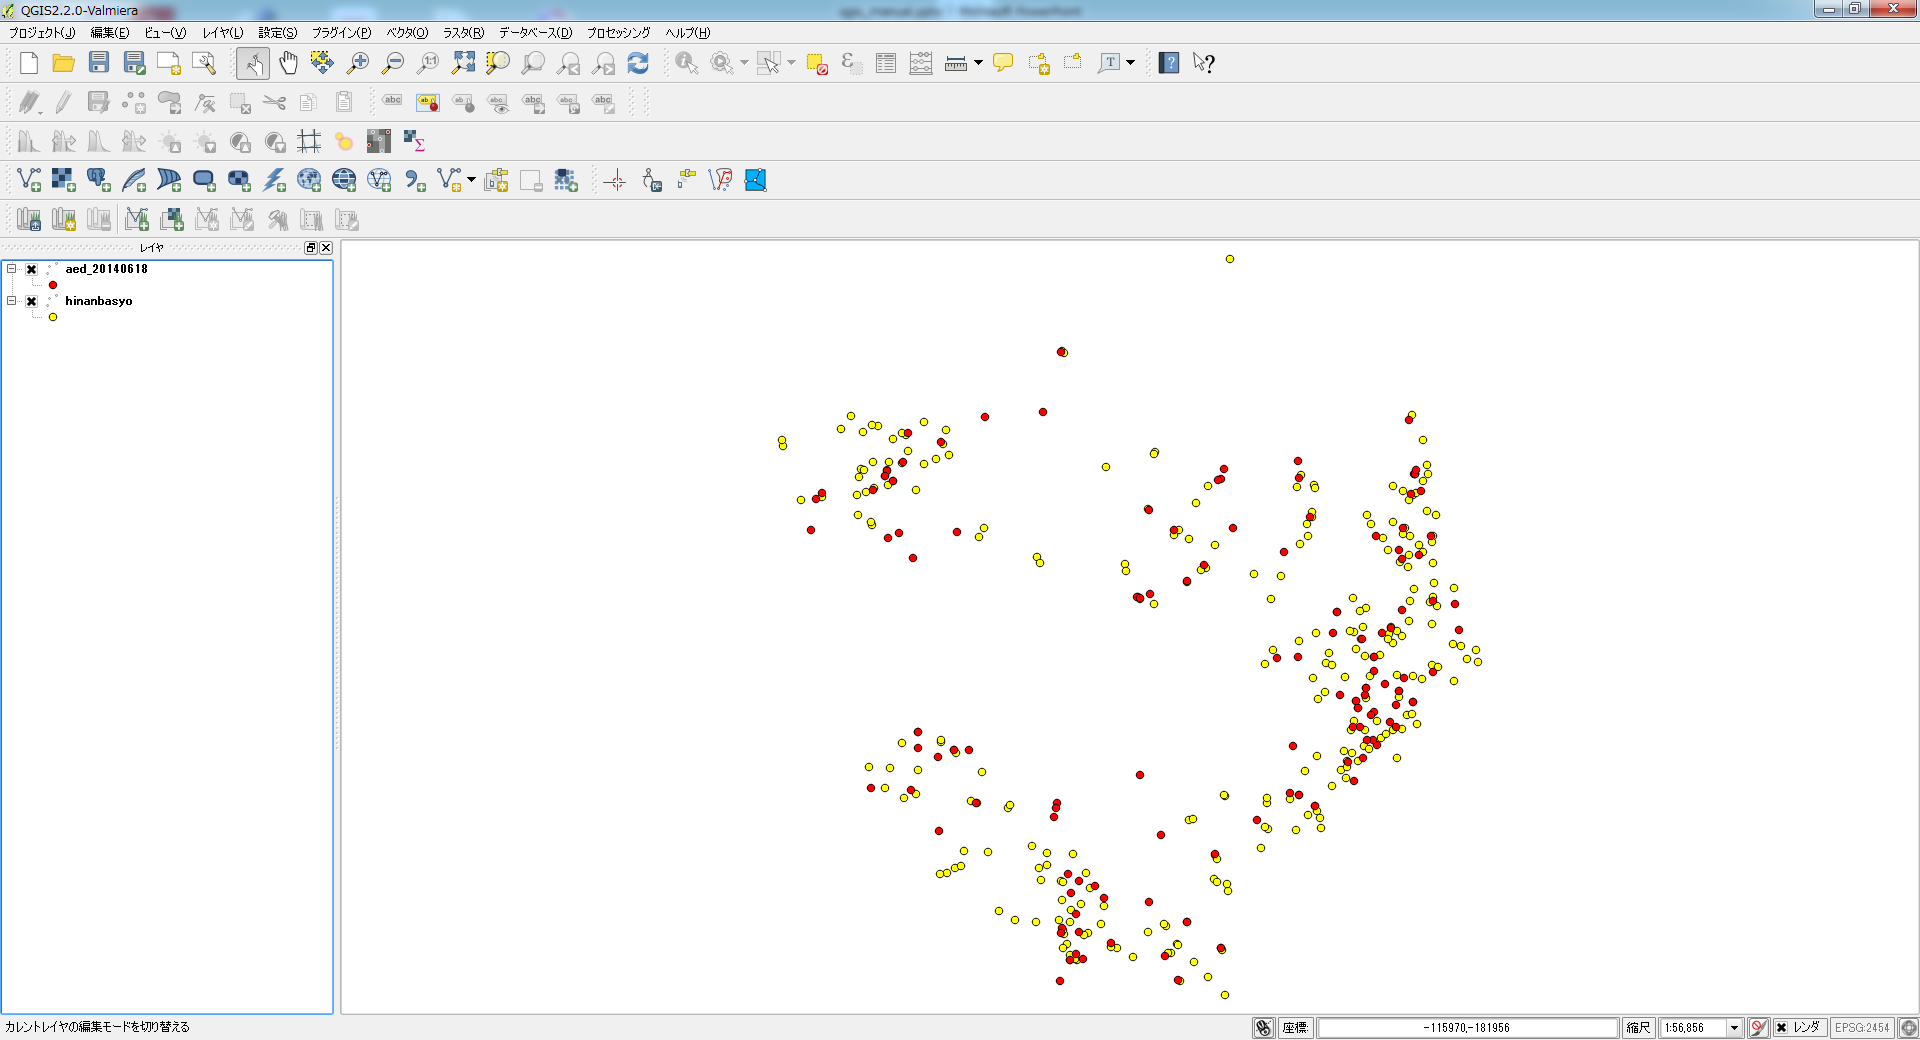 QGIS2.2.0-Valmiera
プロジェクト(J) 編集(E) ビュー(V) レイヤ(L) 設定(S) プラグイン(P) ベクタ(O) ラスタ(R) データベース(D) プロセッシング ヘルプ(H)
レイヤ
aed_20140618
hinanbasyo
カレントレイヤの編集モードを切り替える
座標:
-115970,-181956
縮尺
1:56,856
レンダ
EPSG:2454